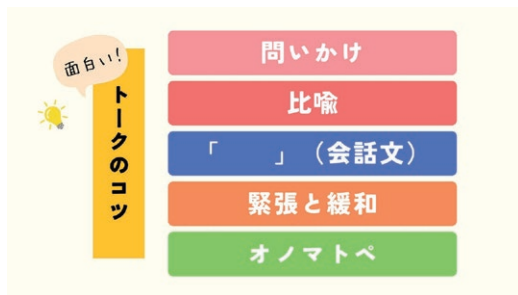 面白い！
トークのコツ
問いかけ
比喩
「　　」（会話文）
緊張と緩和
オノマトペ